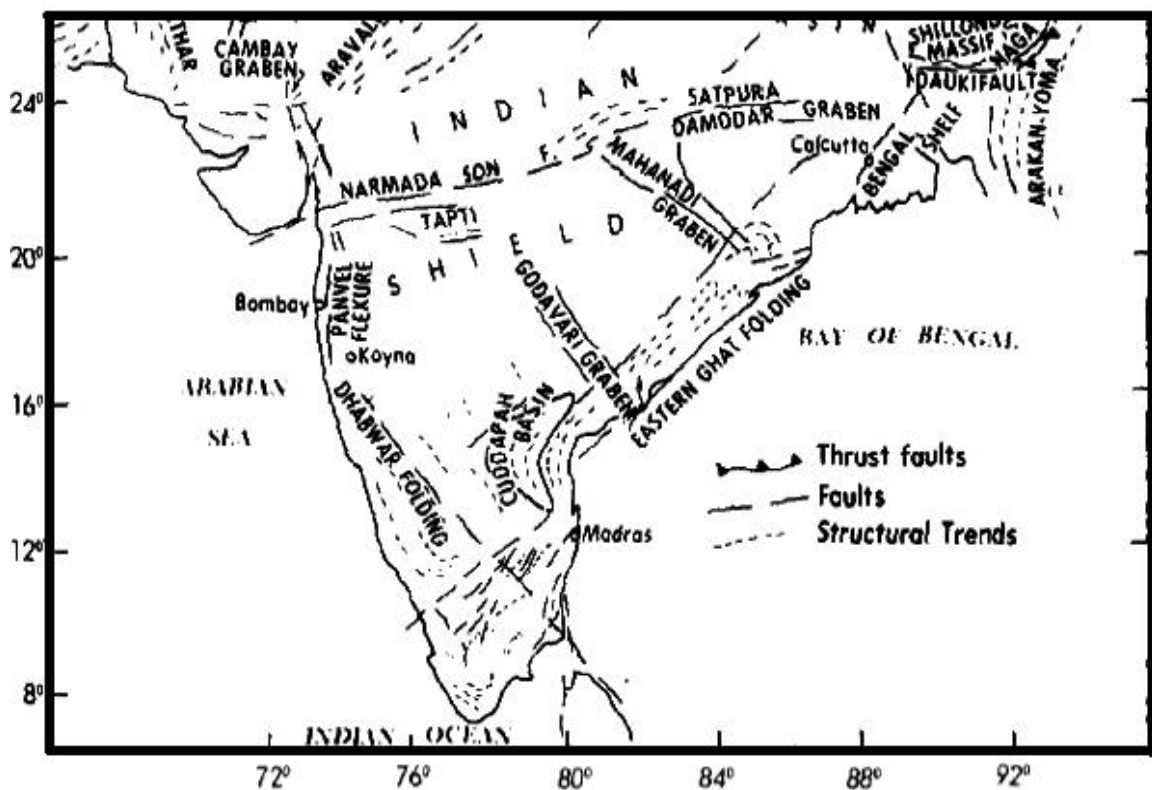 THAR
CAMBAY
GRABEN
ARAVAL
INDIAN
SHIELD
S I N
SHILLONG
MASSIF
NAGA
DAUKI FAULT
ARAKAN-YOMA
SATPURA
DAMODAR GRABEN
Calcutta
BENGAL
SHELF
NARMADA SON F.
TAPTI
MAHANADI
GRABEN
GODAVARI GRABEN
EASTERN GHAT FOLDING
BAY OF BENGAL
Bombay
PANVEL
FLEXURE
Koyna
ARABIAN
SEA
DHABWAR FOLDING
CUDDAPAH
BASIN
Madras
Thrust faults
Faults
Structural Trends
INDIAN OCEAN
24°
20°
16°
12°
8°
72° 76° 80° 84° 88° 92°